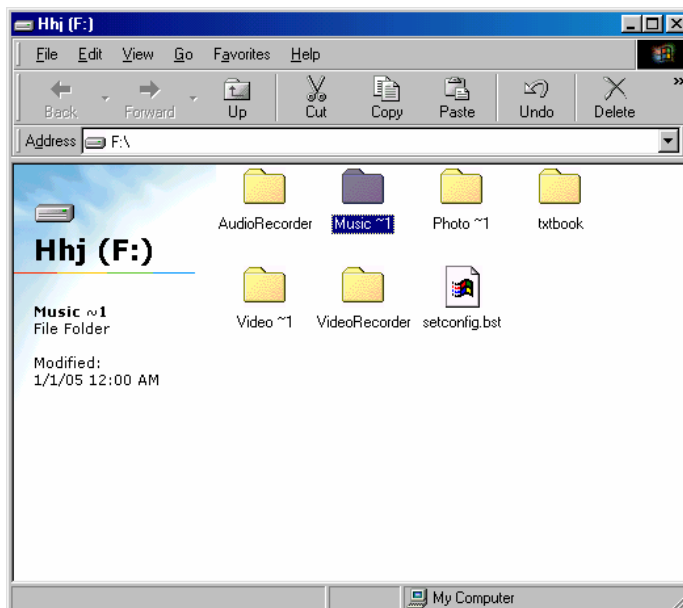 Hhj (F:)
File Edit View Go Favorites Help
Back Forward Up Cut Copy Paste Undo Delete »
Address F:\
AudioRecorder Music ~1 Photo ~1 txtbook
Hhj (F:)
Video ~1 VideoRecorder setconfig.bst
Music ~1
File Folder
Modified:
1/1/05 12:00 AM
My Computer